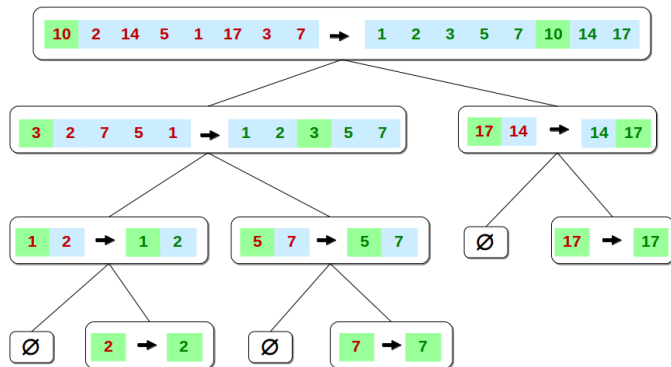 10 2 14 5 1 17 3 7 → 1 2 3 5 7 10 14 17
3 2 7 5 1 → 1 2 3 5 7
17 14 → 14 17
1 2 → 1 2
5 7 → 5 7
∅
17 → 17
∅
2 → 2
∅
7 → 7